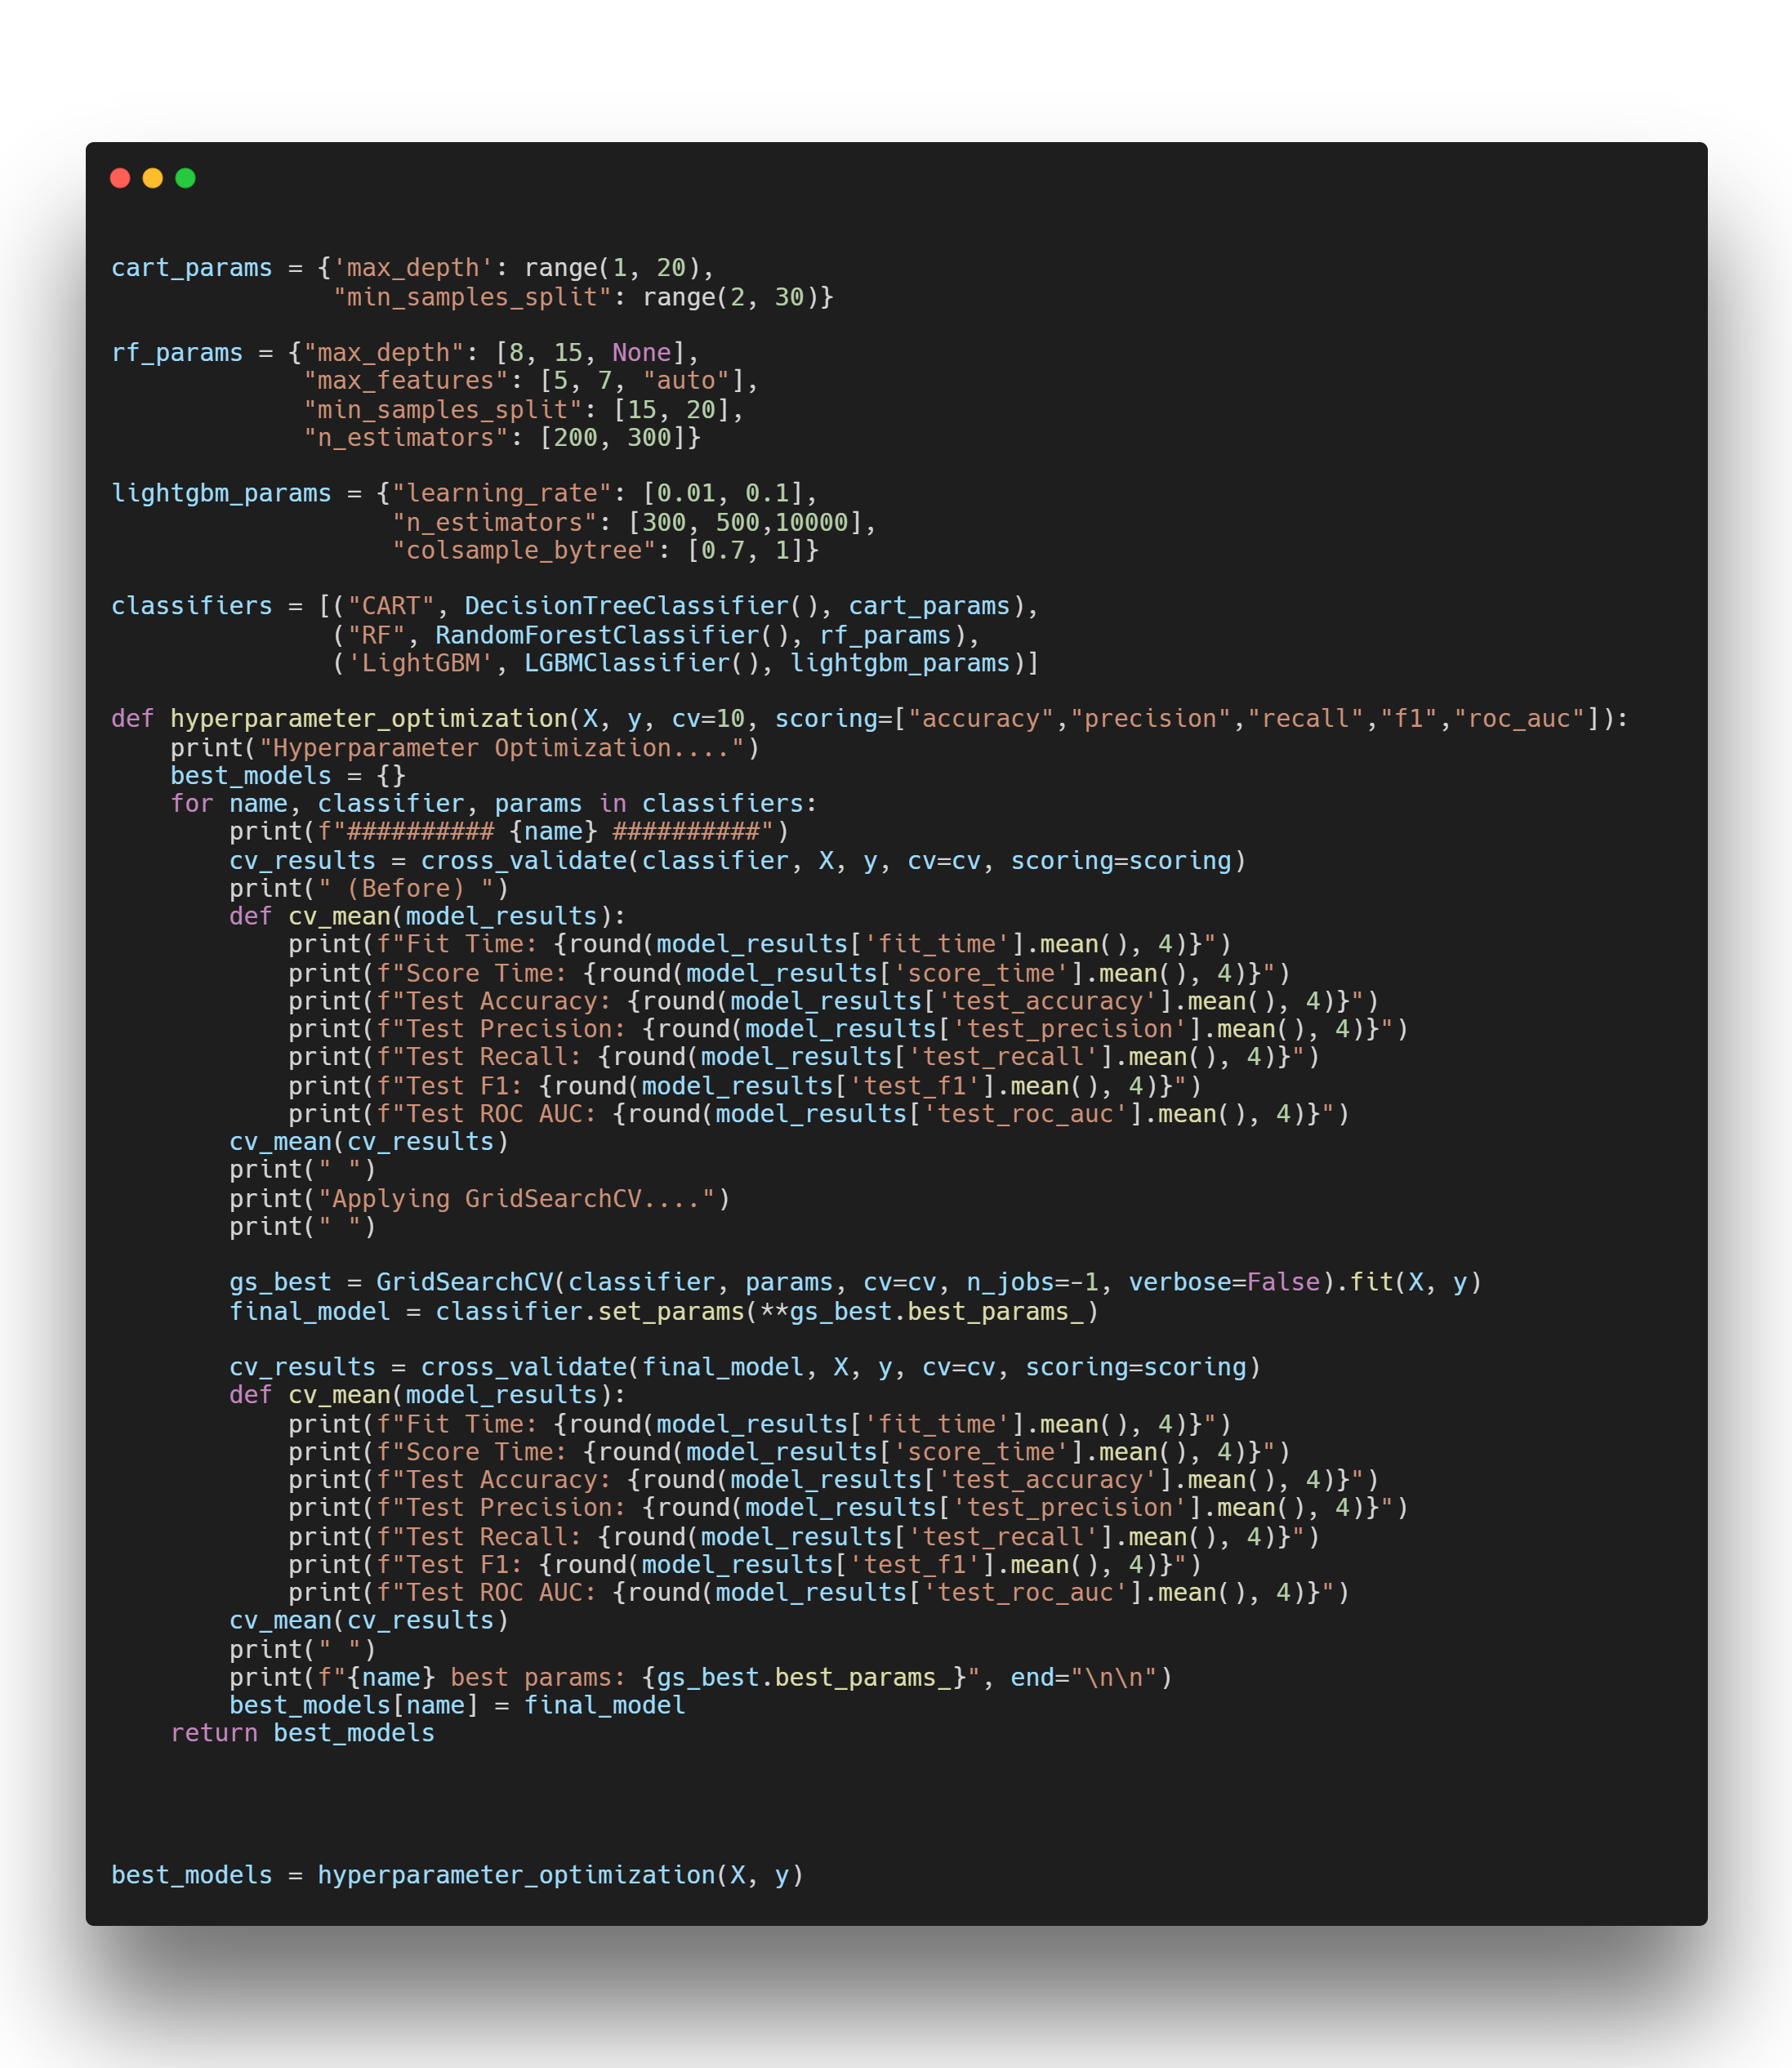 cart_params = {'max_depth': range(1, 20),
               "min_samples_split": range(2, 30)}
rf_params = {"max_depth": [8, 15, None],
             "max_features": [5, 7, "auto"],
             "min_samples_split": [15, 20],
             "n_estimators": [200, 300]}
lightgbm_params = {"learning_rate": [0.01, 0.1],
                   "n_estimators": [300, 500,10000],
                   "colsample_bytree": [0.7, 1]}
classifiers = [("CART", DecisionTreeClassifier(), cart_params),
               ("RF", RandomForestClassifier(), rf_params),
               ('LightGBM', LGBMClassifier(), lightgbm_params)]
def hyperparameter_optimization(X, y, cv=10, scoring=["accuracy","precision","recall","f1","roc_auc"]):
    print("Hyperparameter Optimization....")
    best_models = {}
    for name, classifier, params in classifiers:
        print(f"########## {name} ##########")
        cv_results = cross_validate(classifier, X, y, cv=cv, scoring=scoring)
        print(" (Before) ")
        def cv_mean(model_results):
            print(f"Fit Time: {round(model_results['fit_time'].mean(), 4)}")
            print(f"Score Time: {round(model_results['score_time'].mean(), 4)}")
            print(f"Test Accuracy: {round(model_results['test_accuracy'].mean(), 4)}")
            print(f"Test Precision: {round(model_results['test_precision'].mean(), 4)}")
            print(f"Test Recall: {round(model_results['test_recall'].mean(), 4)}")
            print(f"Test F1: {round(model_results['test_f1'].mean(), 4)}")
            print(f"Test ROC AUC: {round(model_results['test_roc_auc'].mean(), 4)}")
        cv_mean(cv_results)
        print(" ")
        print("Applying GridSearchCV....")
        print(" ")
        gs_best = GridSearchCV(classifier, params, cv=cv, n_jobs=-1, verbose=False).fit(X, y)
        final_model = classifier.set_params(**gs_best.best_params_)
        cv_results = cross_validate(final_model, X, y, cv=cv, scoring=scoring)
        def cv_mean(model_results):
            print(f"Fit Time: {round(model_results['fit_time'].mean(), 4)}")
            print(f"Score Time: {round(model_results['score_time'].mean(), 4)}")
            print(f"Test Accuracy: {round(model_results['test_accuracy'].mean(), 4)}")
            print(f"Test Precision: {round(model_results['test_precision'].mean(), 4)}")
            print(f"Test Recall: {round(model_results['test_recall'].mean(), 4)}")
            print(f"Test F1: {round(model_results['test_f1'].mean(), 4)}")
            print(f"Test ROC AUC: {round(model_results['test_roc_auc'].mean(), 4)}")
        cv_mean(cv_results)
        print(" ")
        print(f"{name} best params: {gs_best.best_params_}", end="\n\n")
        best_models[name] = final_model
    return best_models
best_models = hyperparameter_optimization(X, y)